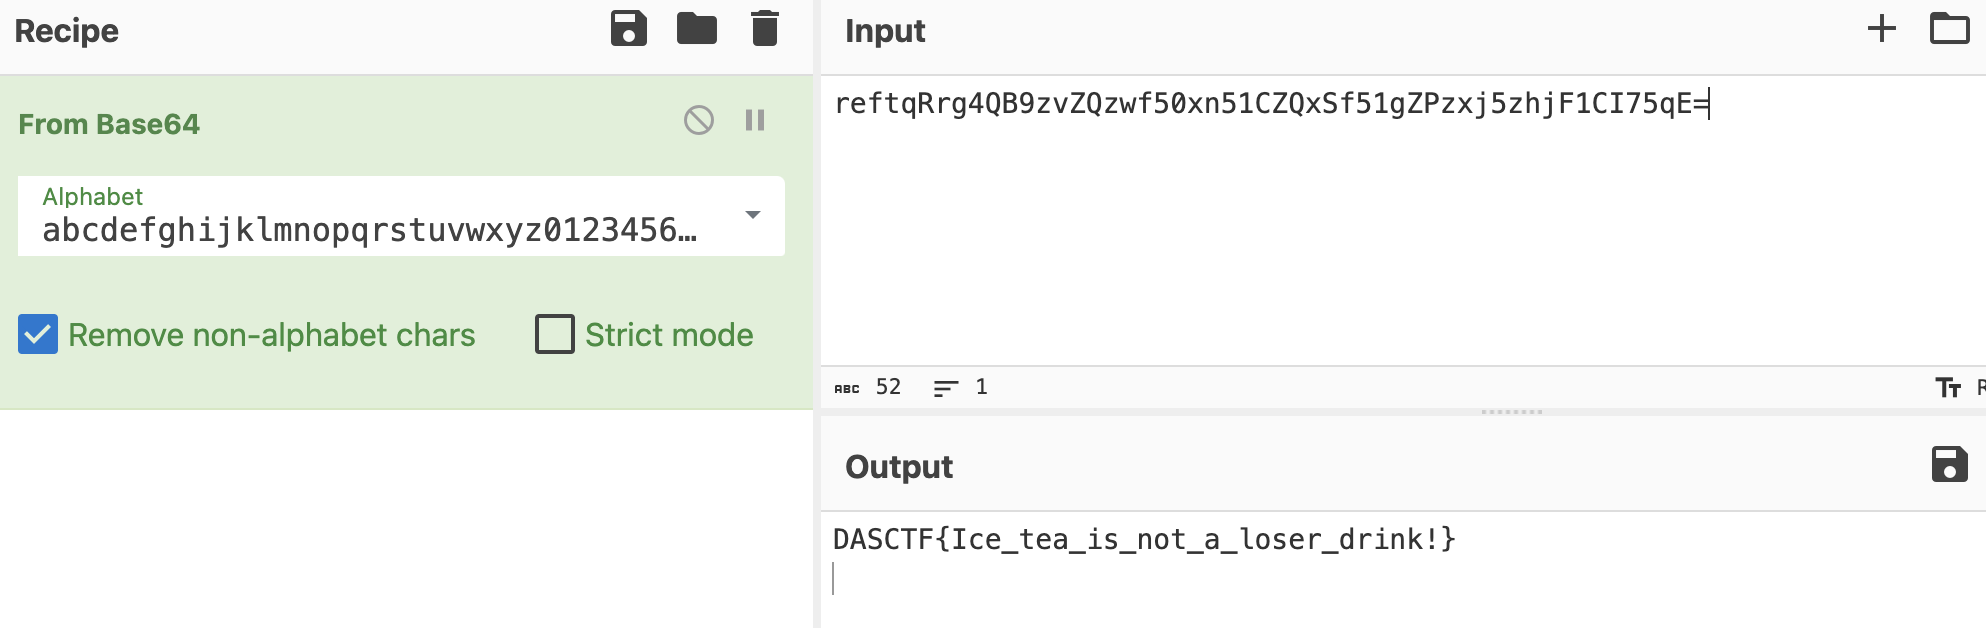 Recipe
From Base64
Alphabet
abcdefghijklmnopqrstuvwxyz0123456…
Remove non-alphabet chars
Strict mode
Input
reftqRrg4QB9zvZQzwf50xn51CZQxSf51gZPzxj5zhjF1CI75qE=
ABC 52 1
Tт R
Output
DASCTF{Ice_tea_is_not_a_loser_drink!}